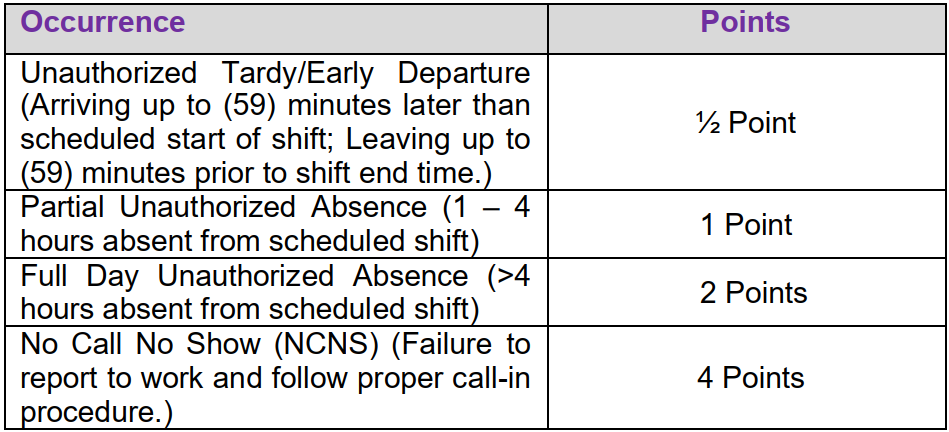 Occurrence Points
Unauthorized Tardy/Early Departure
(Arriving up to (59) minutes later than
scheduled start of shift; Leaving up to
(59) minutes prior to shift end time.)
½ Point
Partial Unauthorized Absence (1 – 4
hours absent from scheduled shift)
1 Point
Full Day Unauthorized Absence (>4
hours absent from scheduled shift)
2 Points
No Call No Show (NCNS) (Failure to
report to work and follow proper call-in
procedure.)
4 Points